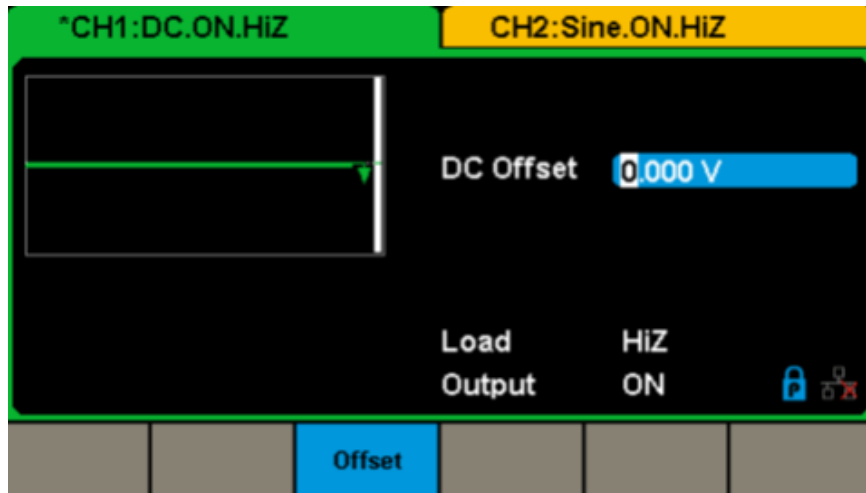 *CH1:DC.ON.HiZ
CH2:Sine.ON.HiZ
DC Offset 0.000 V
Load HiZ
Output ON
P
Offset